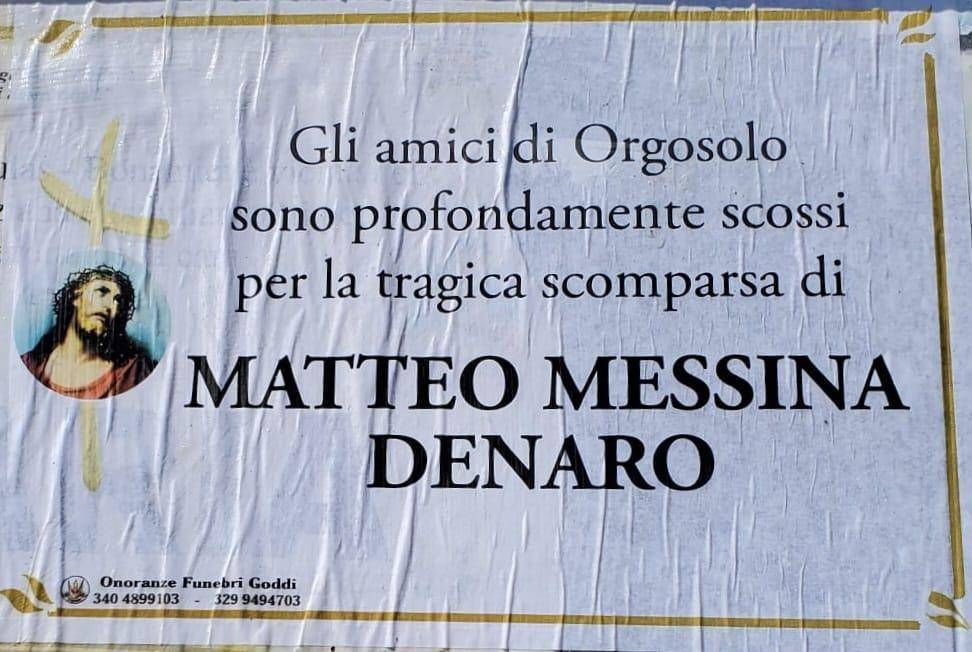 Gli amici di Orgosolo
sono profondamente scossi
per la tragica scomparsa di
MATTEO MESSINA
DENARO
Onoranze Funebri Goddi
340 4899103 - 329 9494703